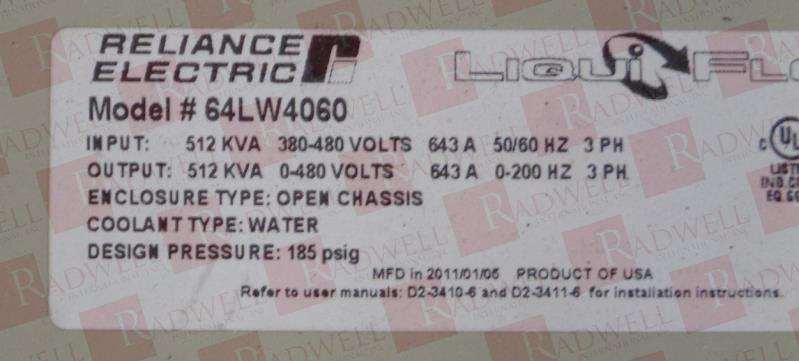 RELIANCE
ELECTRIC
LIQUIFLO
Model # 64LW4060
INPUT: 512 KVA 380-480 VOLTS 643 A 50/60 HZ 3 PH
OUTPUT: 512 KVA 0-480 VOLTS 643 A 0-200 HZ 3 PH
ENCLOSURE TYPE: OPEN CHASSIS
COOLANT TYPE: WATER
DESIGN PRESSURE: 185 psig
MFD in 2011/01/05 PRODUCT OF USA
Refer to user manuals: D2-3410-6 and D2-3411-6 for installation instructions.
C UL
RADWELL